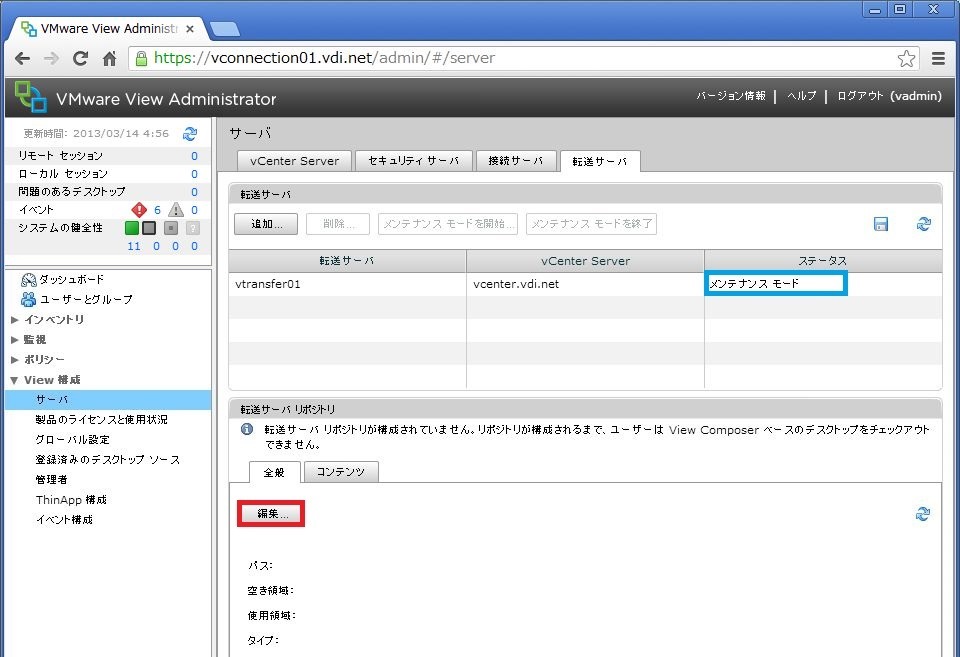 VMware View Administr
https://vconnection01.vdi.net/admin/#/server
VMware View Administrator
バージョン情報 | ヘルプ | ログアウト (vadmin)
更新時間: 2013/03/14 4:56
リモート セッション 0
ローカル セッション 0
問題のあるデスクトップ 0
イベント 6 0
システムの健全性
11 0 0 0
ダッシュボード
ユーザーとグループ
インベントリ
監視
ポリシー
View 構成
サーバ
製品のライセンスと使用状況
グローバル設定
登録済みのデスクトップ ソース
管理者
ThinApp 構成
イベント構成
サーバ
vCenter Server セキュリティ サーバ 接続サーバ 転送サーバ
転送サーバ
追加... 削除... メンテナンス モードを開始... メンテナンス モードを終了
転送サーバ vCenter Server ステータス
vtransfer01 vcenter.vdi.net メンテナンス モード
転送サーバ リポジトリ
転送サーバ リポジトリが構成されていません。リポジトリが構成されるまで、ユーザーは View Composer ベースのデスクトップをチェックアウト
できません。
全般 コンテンツ
編集...
パス:
空き領域:
使用領域:
タイプ: